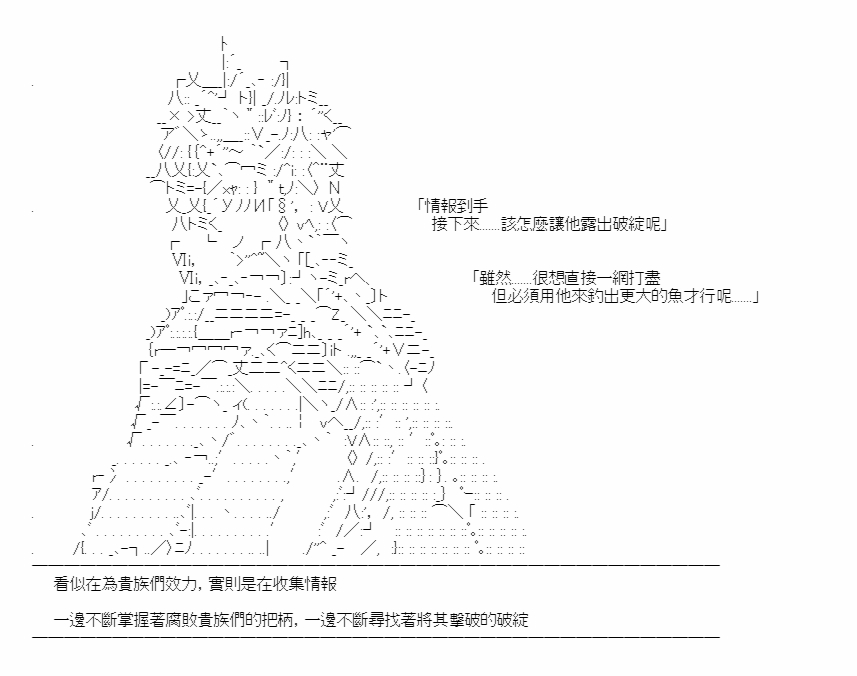 「情報到手
接下來.......該怎麼讓他露出破綻呢」
「雖然.......很想直接一網打盡
但必須用他來釣出更大的魚才行呢.......」
看似在為貴族們效力，實則是在收集情報
一邊不斷掌握著腐敗貴族們的把柄，一邊不斷尋找著將其擊破的破綻